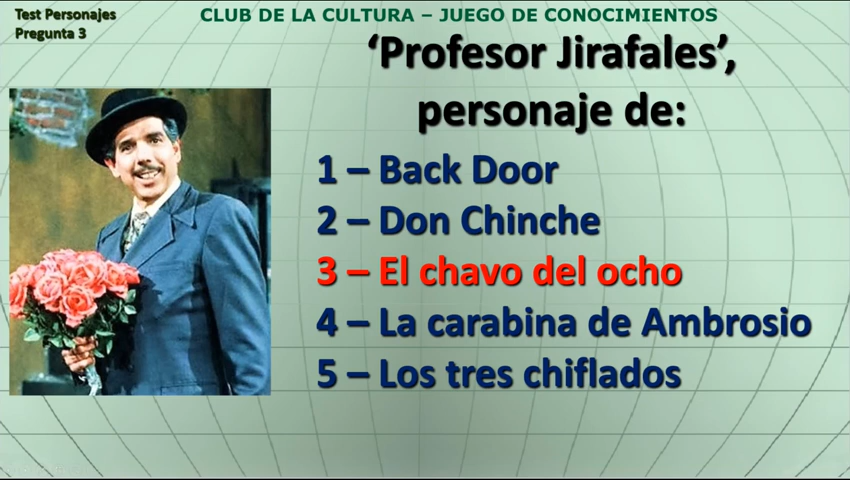 Test Personajes
Pregunta 3
CLUB DE LA CULTURA – JUEGO DE CONOCIMIENTOS
‘Profesor Jirafales’,
personaje de:
1 – Back Door
2 – Don Chinche
3 – El chavo del ocho
4 – La carabina de Ambrosio
5 – Los tres chiflados